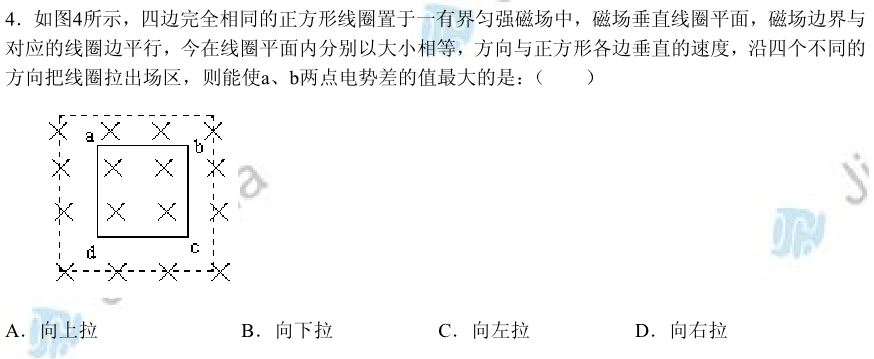 4．如图4所示，四边完全相同的正方形线圈置于一有界匀强磁场中，磁场垂直线圈平面，磁场边界与
对应的线圈边平行，今在线圈平面内分别以大小相等，方向与正方形各边垂直的速度，沿四个不同的
方向把线圈拉出场区，则能使a、b两点电势差的值最大的是：（　　）
a
b
d
c
A．向上拉 B．向下拉 C．向左拉 D．向右拉